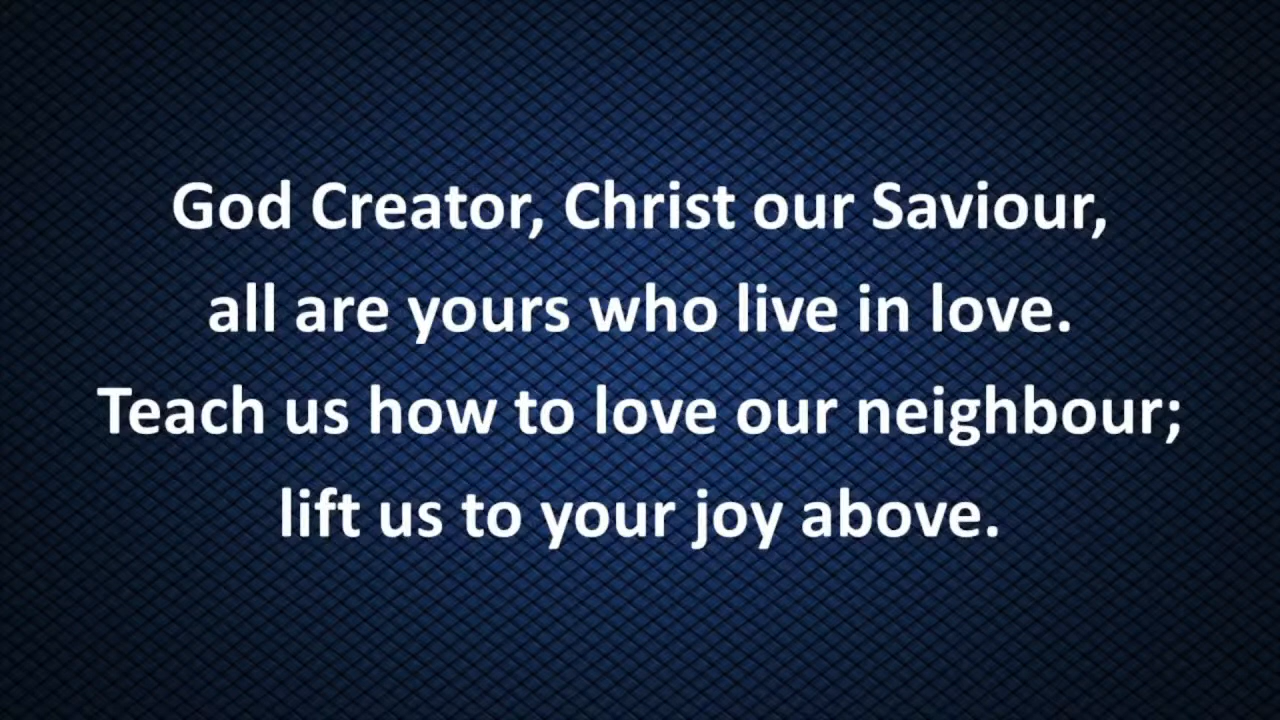 God Creator, Christ our Saviour,
all are yours who live in love.
Teach us how to love our neighbour;
lift us to your joy above.